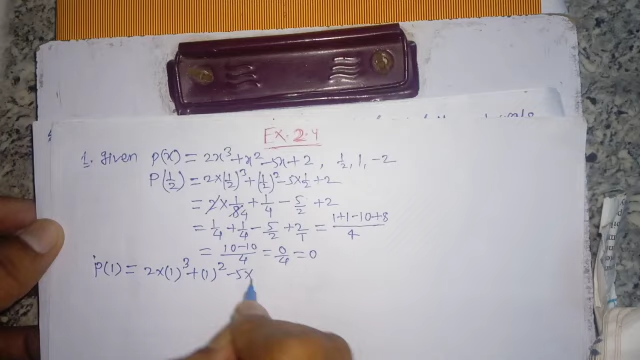 EX.2.4
1. Given p(x) = 2x³+x²-5x+2, 1/2, 1, -2
P(1/2) = 2×(1/2)³+(1/2)²-5×1/2+2
= 2×1/84+1/4-5/2+2
= 1/4+1/4-5/2+2/1 = 1+1-10+8/4
= 10-10/4 = 0/4 = 0
P(1) = 2×(1)³+(1)²-5×